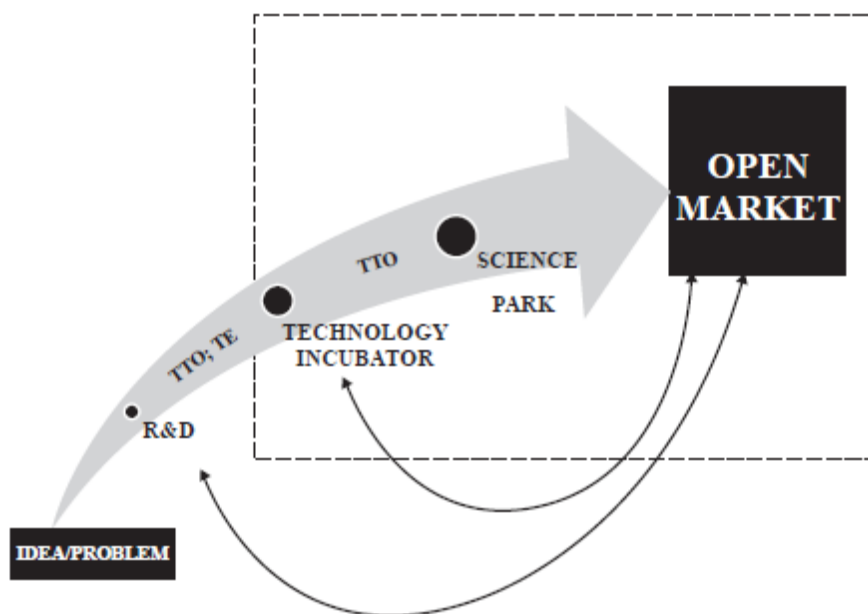 OPEN
MARKET
TTO
SCIENCE
PARK
TTO; TE
TECHNOLOGY
INCUBATOR
R&D
IDEA/PROBLEM